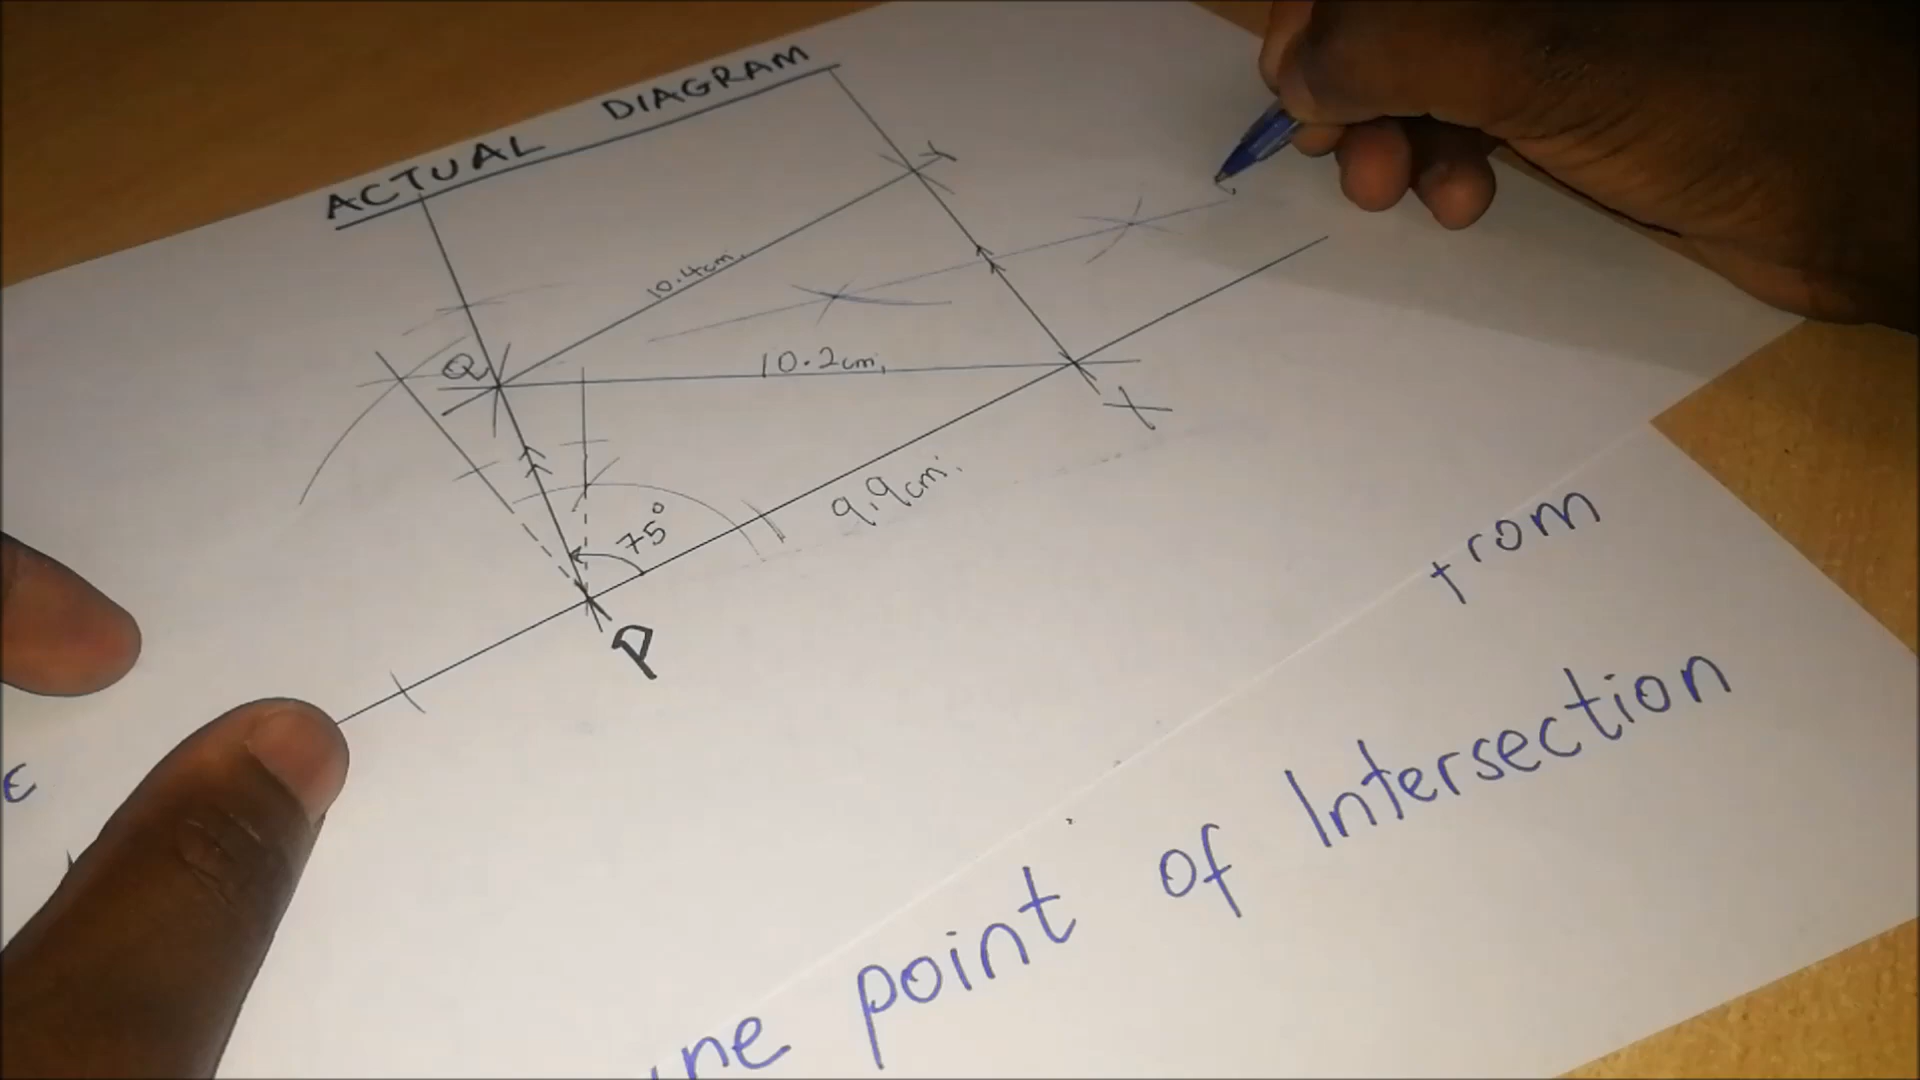 ACTUAL DIAGRAM
Y
10.4cm.
Q
10.2cm,
X
9.9cm.
75°
P
from
point of Intersection